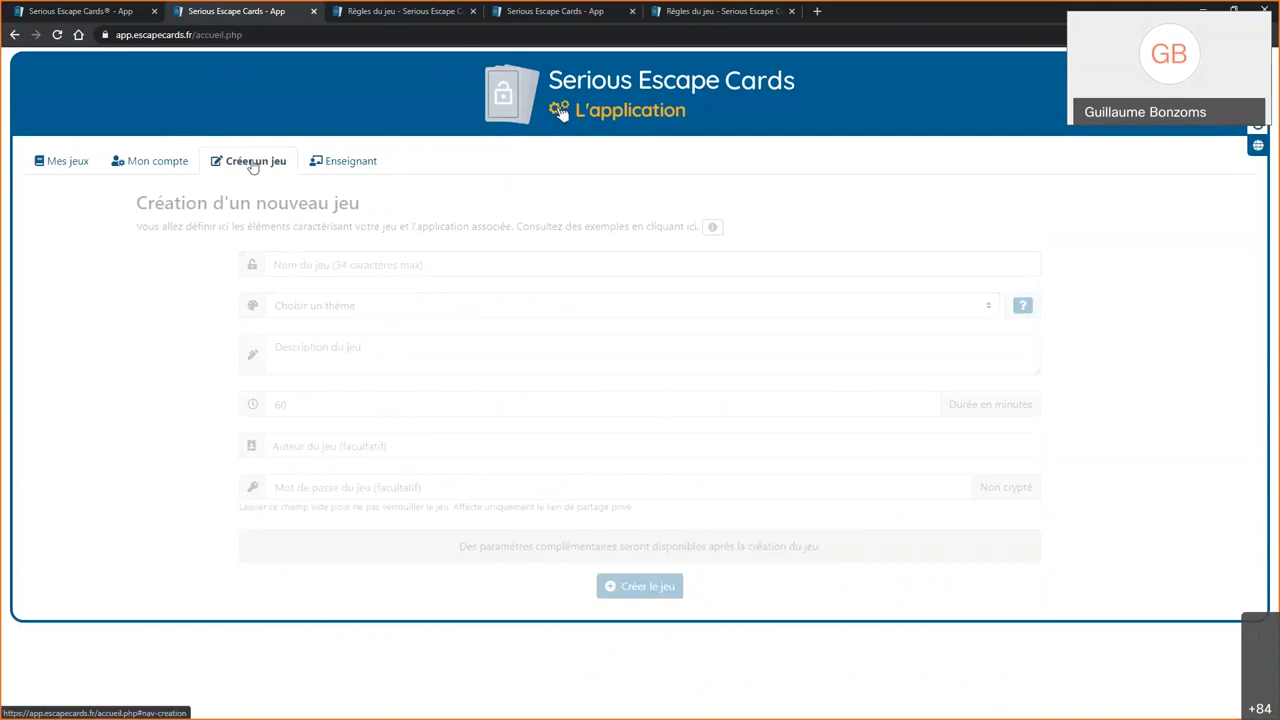 Serious Escape Cards® - App
Serious Escape Cards - App
Règles du jeu - Serious Escape C
Serious Escape Cards - App
Règles du jeu - Serious Escape C
app.escapecards.fr/accueil.php
GB
Guillaume Bonzoms
Serious Escape Cards
L'application
Mes jeux
Mon compte
Créer un jeu
Enseignant
Création d'un nouveau jeu
Vous allez définir ici les éléments caractérisant votre jeu et l'application associée. Consultez des exemples en cliquant ici.
Nom du jeu (34 caractères max)
Choisir un thème
?
Description du jeu
60
Durée en minutes
Auteur du jeu (facultatif)
Mot de passe du jeu (facultatif)
Non crypté
Laisser ce champ vide pour ne pas verrouiller le jeu. Affecte uniquement le lien de partage privé.
Des paramètres complémentaires seront disponibles après la création du jeu.
Créer le jeu
https://app.escapecards.fr/accueil.php#nav-creation
+84